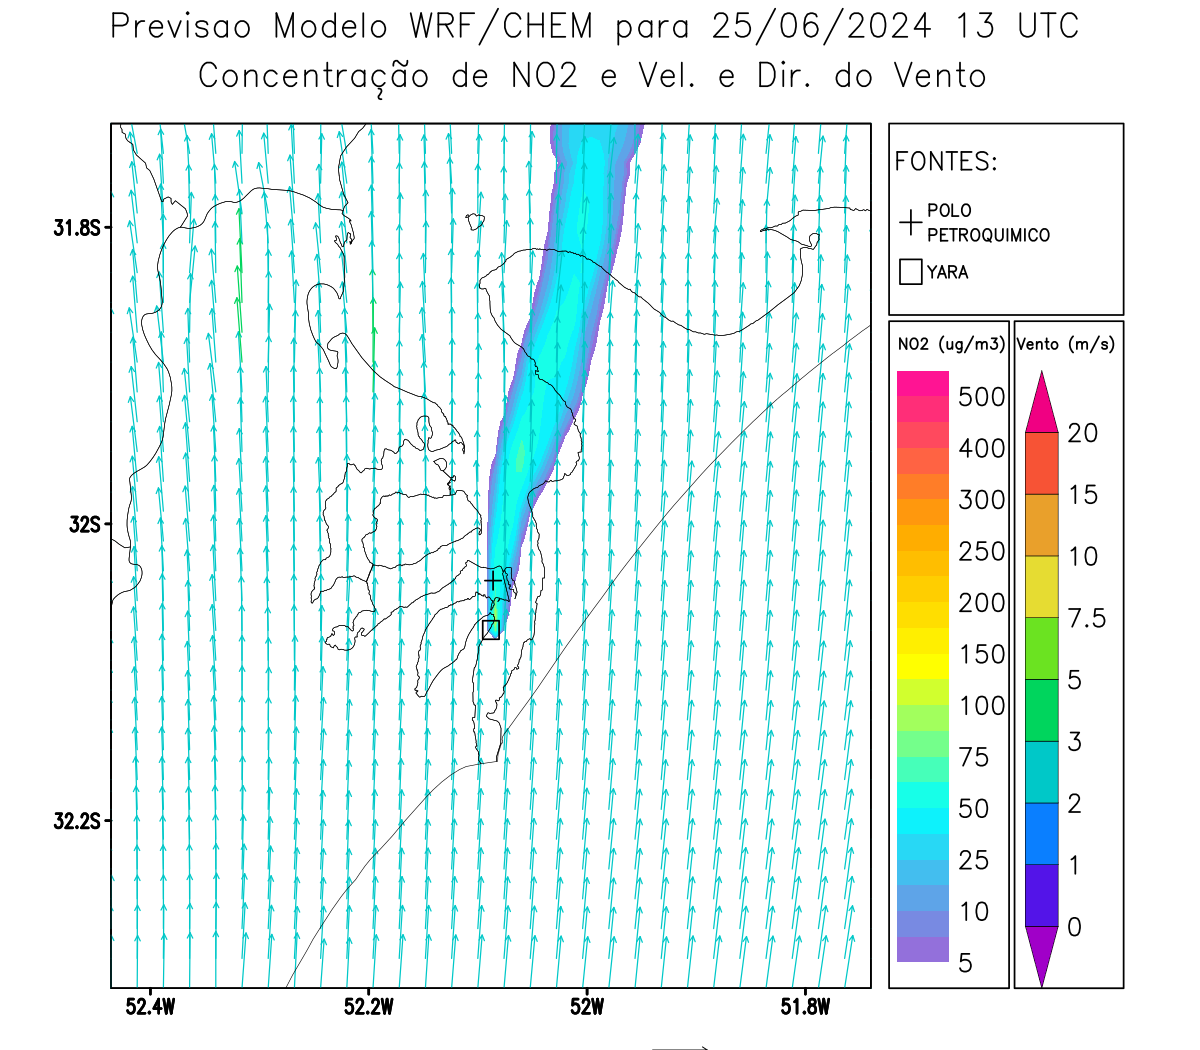 Previsao Modelo WRF/CHEM para 25/06/2024 13 UTC
Concentração de NO2 e Vel. e Dir. do Vento
FONTES:
POLO
PETROQUIMICO
YARA
NO2 (ug/m3)
500
400
300
250
200
150
100
75
50
25
10
5
Vento (m/s)
20
15
10
7.5
5
3
2
1
0
31.8S
32S
32.2S
52.4W
52.2W
52W
51.8W